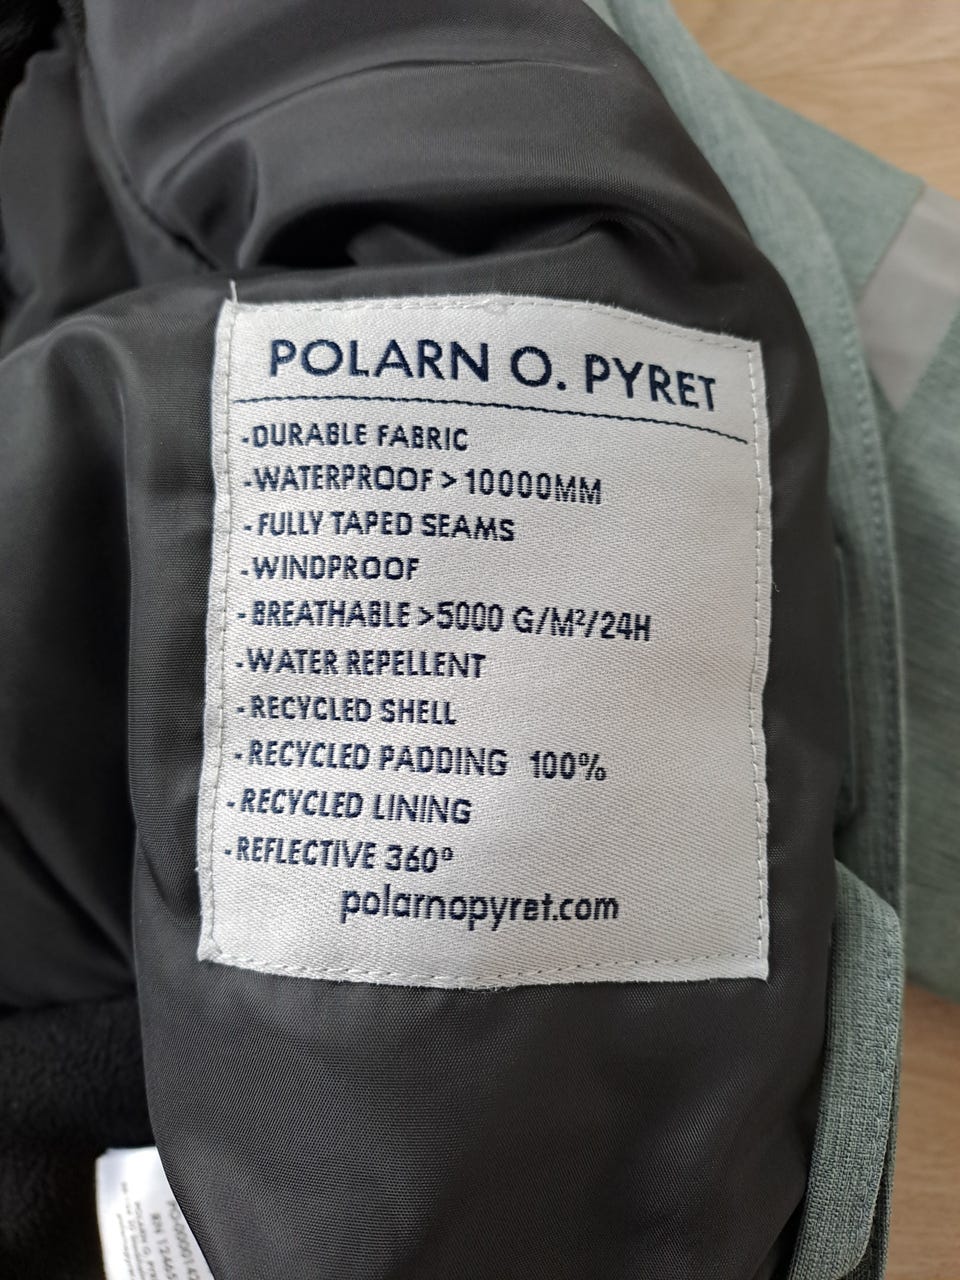 POLARN O. PYRET
-DURABLE FABRIC
-WATERPROOF > 10000MM
-FULLY TAPED SEAMS
-WINDPROOF
-BREATHABLE >5000 G/M²/24H
-WATER REPELLENT
-RECYCLED SHELL
-RECYCLED PADDING 100%
-RECYCLED LINING
-REFLECTIVE 360°
polarnopyret.com